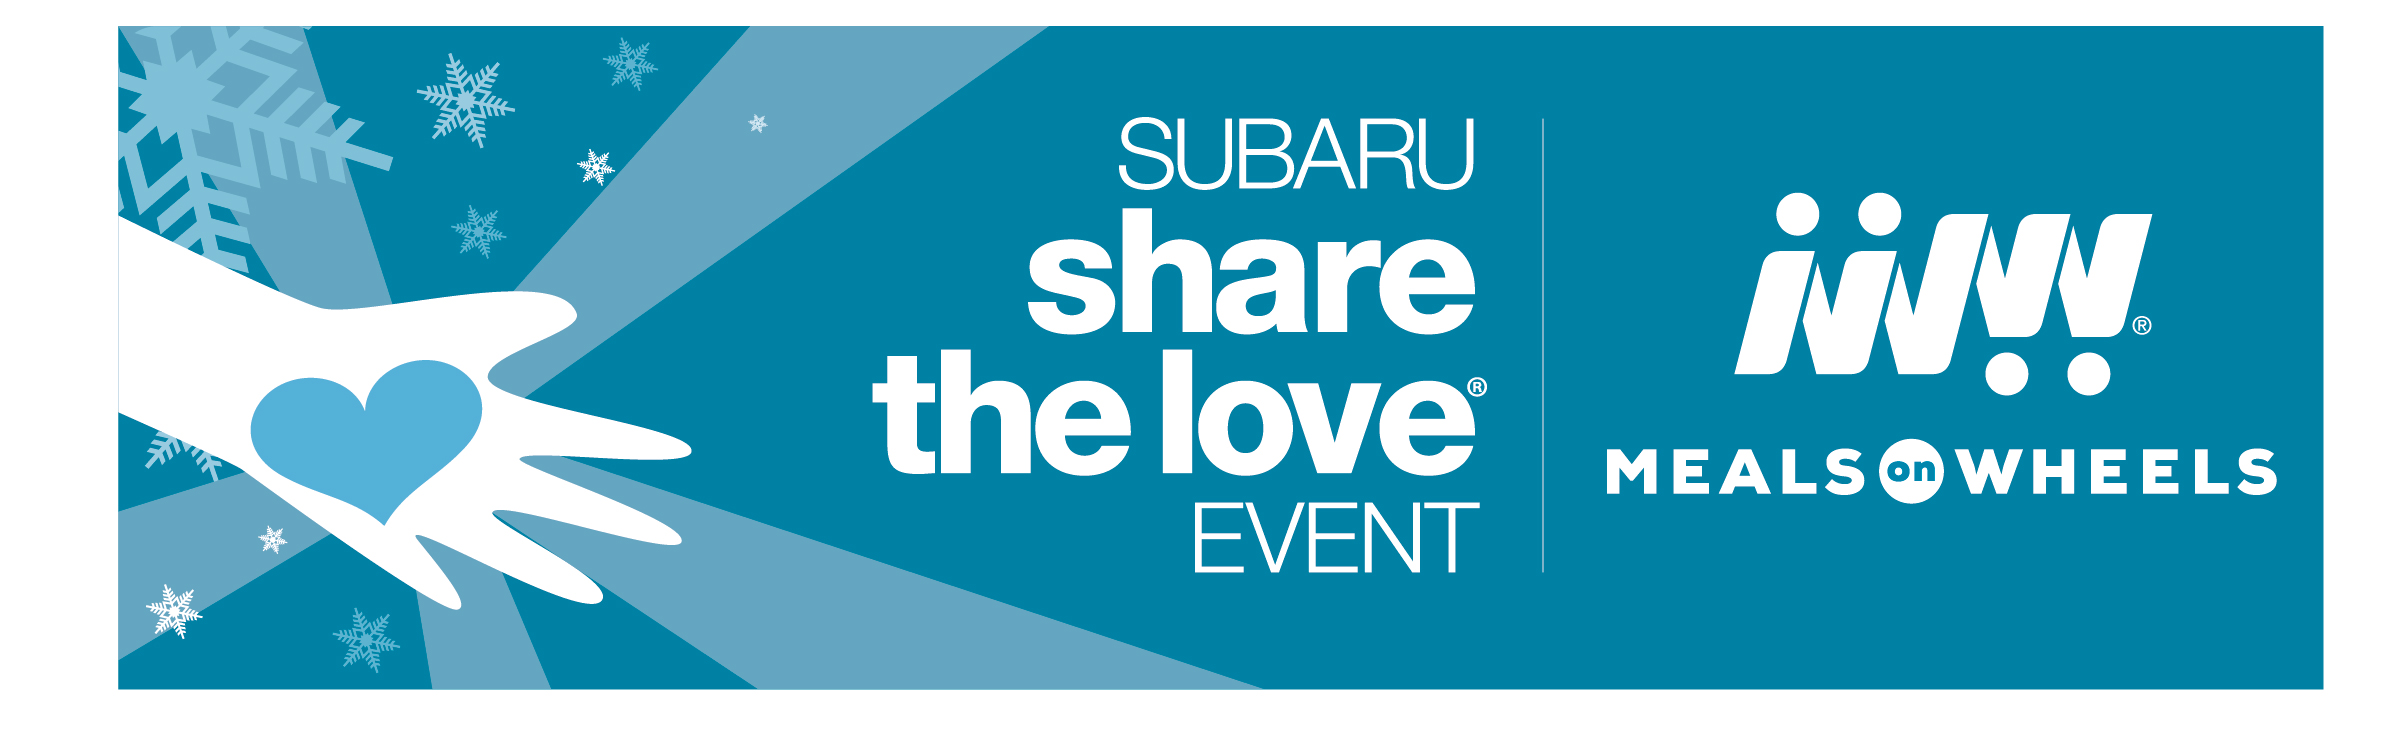 SUBARU
share
the love®
EVENT
®
MEALS on WHEELS